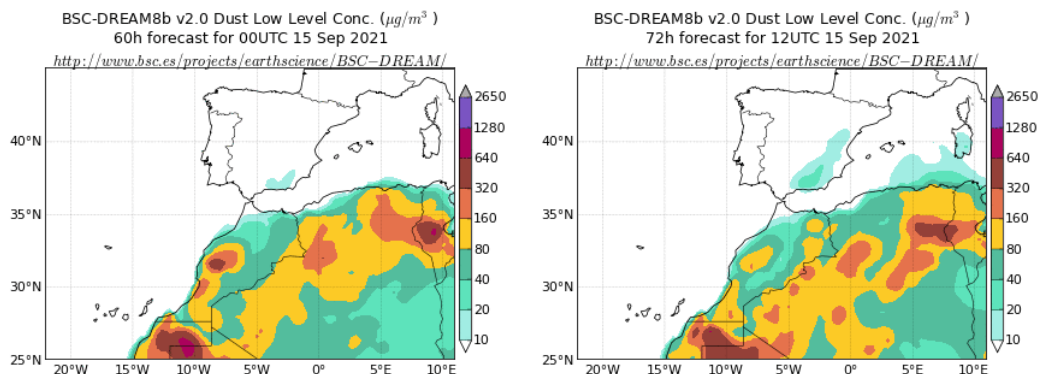 BSC-DREAM8b v2.0 Dust Low Level Conc. (μg/m³ )
60h forecast for 00UTC 15 Sep 2021
http://www.bsc.es/projects/earthscience/BSC−DREAM/
40°N
35°N
30°N
25°N
20°W
15°W
10°W
5°W
0°
5°E
10°E
2650
1280
640
320
160
80
40
20
10
BSC-DREAM8b v2.0 Dust Low Level Conc. (μg/m³ )
72h forecast for 12UTC 15 Sep 2021
http://www.bsc.es/projects/earthscience/BSC−DREAM/
40°N
35°N
30°N
25°N
20°W
15°W
10°W
5°W
0°
5°E
10°E
2650
1280
640
320
160
80
40
20
10